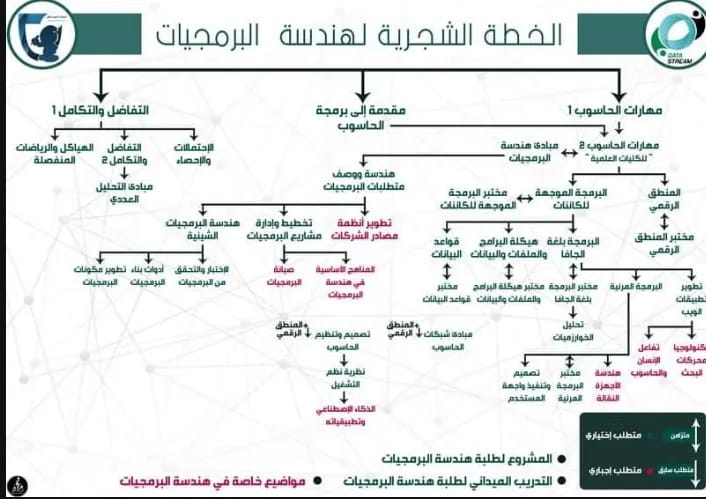 الخطة الشجرية لهندسة البرمجيات
DATA
STREAM
مهارات الحاسوب 1
مقدمة إلى برمجة
الحاسوب
التفاضل والتكامل 1
مهارات الحاسوب 2
" للكليات العلمية "
مبادئ هندسة
البرمجيات
الإحتمالات
والإحصاء
التفاضل
والتكامل 2
الهياكل والرياضات
المنفصلة
مبادئ التحليل
العددي
هندسة ووصف
متطلبات البرمجيات
المنطق
الرقمي
البرمجة الموجهة
للكائنات
مختبر البرمجة
الموجهة للكائنات
تطوير أنظمة
مصادر الشركات
تخطيط وإدارة
مشاريع البرمجيات
هندسة البرمجيات
الشيئية
مختبر المنطق
الرقمي
البرمجة بلغة
الجافا
هيكلة البرامج
والملفات والبيانات
قواعد
البيانات
المناهج الأساسية
في هندسة
البرمجيات
صيانة
البرمجيات
الإختبار والتحقق
من البرمجيات
أدوات بناء
البرمجيات
تطوير مكونات
البرمجيات
تطوير
تطبيقات
الويب
البرمجة المرئية
مختبر البرمجة
بلغة الجافا
مختبر هيكلة البرامج
والملفات والبيانات
مختبر
قواعد البيانات
تحليل
الخوارزميات
مبادئ شبكات
الحاسوب
+المنطق
الرقمي
تصميم وتنظيم
الحاسوب
+المنطق
الرقمي
محركات
البحث
تفاعل
الإنسان
والحاسوب
هندسة
الأجهزة
النقالة
مختبر
البرمجة
المرئية
تصميم
وتنفيذ واجهة
المستخدم
نظرية نظم
التشغيل
الذكاء الإصطناعي
وتطبيقاته
متزامن
متطلب إختياري
متطلب سابق
متطلب إجباري
المشروع لطلبة هندسة البرمجيات
التدريب الميداني لطلبة هندسة البرمجيات
مواضيع خاصة في هندسة البرمجيات